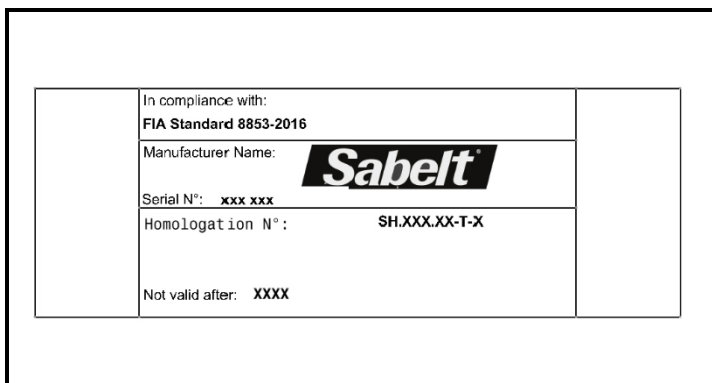 In compliance with:
FIA Standard 8853-2016
Manufacturer Name:
Sabelt
Serial N°: xxx xxx
Homologation N°: SH.XXX.XX-T-X
Not valid after: XXXX